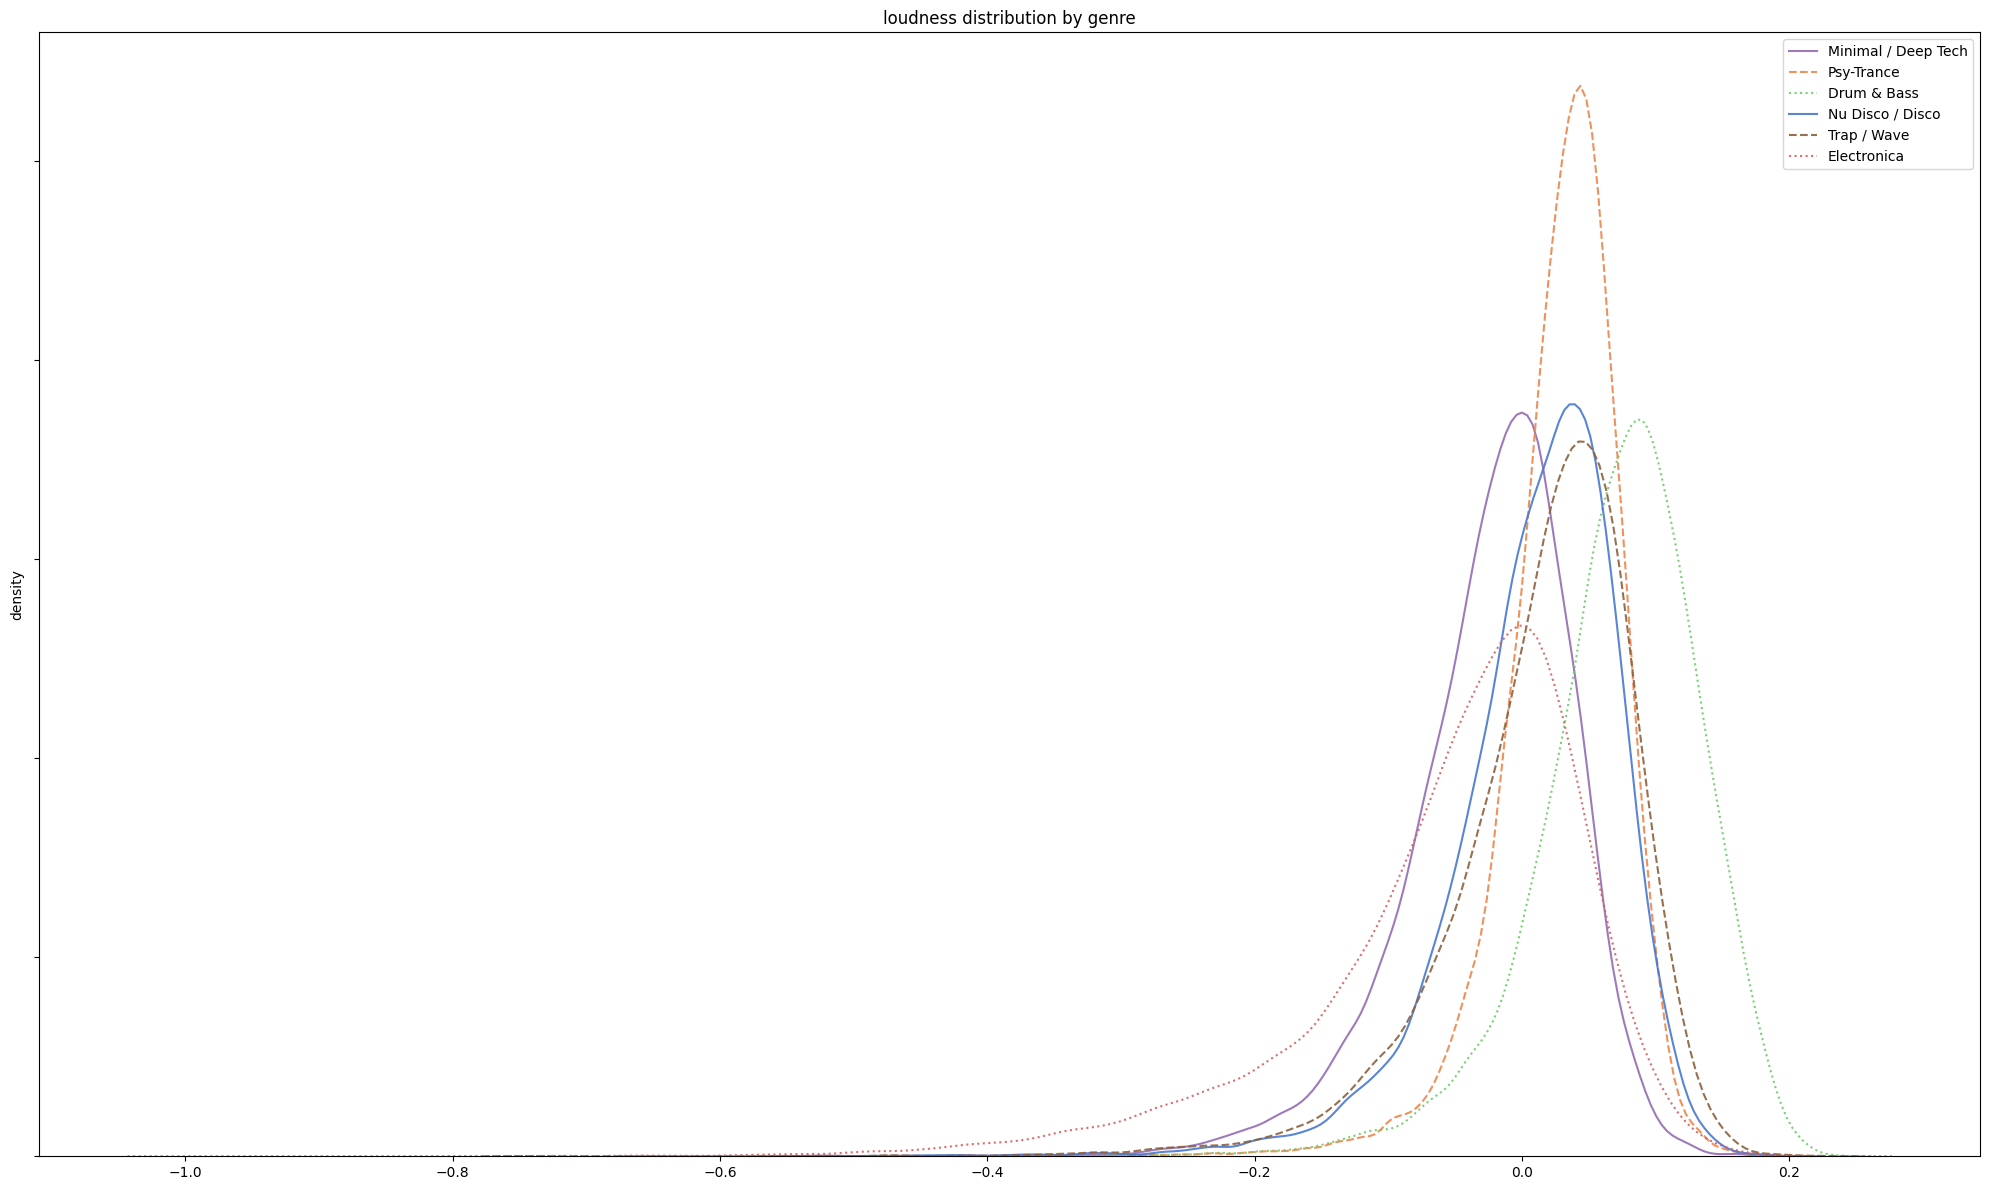 loudness distribution by genre
Minimal / Deep Tech
Psy-Trance
Drum & Bass
Nu Disco / Disco
Trap / Wave
Electronica
density
−1.0 −0.8 −0.6 −0.4 −0.2 0.0 0.2